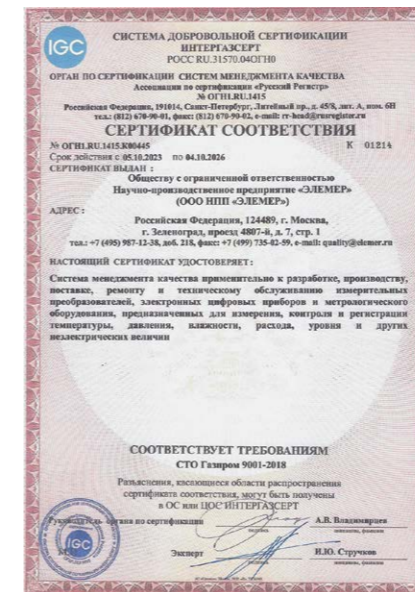 IGC
СИСТЕМА ДОБРОВОЛЬНОЙ СЕРТИФИКАЦИИ
ИНТЕРГАЗСЕРТ
РОСС RU.31570.04ОГН0
ОРГАН ПО СЕРТИФИКАЦИИ СИСТЕМ МЕНЕДЖМЕНТА КАЧЕСТВА
Ассоциации по сертификации «Русский Регистр»
№ ОГН1.RU.1415
Российская Федерация, 191014, Санкт-Петербург, Литейный пр., д. 45/8, лит. А, пом. 6Н
тел.: (812) 670-90-01, факс: (812) 670-90-02, e-mail: rr-head@rusregister.ru
СЕРТИФИКАТ СООТВЕТСТВИЯ
№ ОГН1.RU.1415.К00445 К 01214
Срок действия с 05.10.2023 по 04.10.2026
СЕРТИФИКАТ ВЫДАН :
Обществу с ограниченной ответственностью
Научно-производственное предприятие «ЭЛЕМЕР»
(ООО НПП «ЭЛЕМЕР»)
АДРЕС :
Российская Федерация, 124489, г. Москва,
г. Зеленоград, проезд 4807-й, д. 7, стр. 1
тел.: +7 (495) 987-12-38, доб. 218, факс: +7 (499) 735-02-59, e-mail: quality@elemer.ru
НАСТОЯЩИЙ СЕРТИФИКАТ УДОСТОВЕРЯЕТ :
Система менеджмента качества применительно к разработке, производству,
поставке, ремонту и техническому обслуживанию измерительных
преобразователей, электронных цифровых приборов и метрологического
оборудования, предназначенных для измерения, контроля и регистрации
температуры, давления, влажности, расхода, уровня и других
неэлектрических величин
СООТВЕТСТВУЕТ ТРЕБОВАНИЯМ
СТО Газпром 9001-2018
Разъяснения, касающиеся области распространения
сертификата соответствия, могут быть получены
в ОС или ЦОС ИНТЕРГАЗСЕРТ
Руководитель органа по сертификации А.В. Владимирцев
подпись инициалы, фамилия
Эксперт И.Ю. Стручков
подпись инициалы, фамилия
IGC